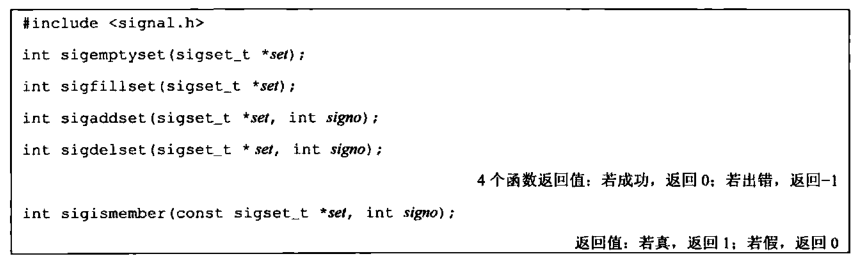 #include <signal.h>
int sigemptyset(sigset_t *set);
int sigfillset(sigset_t *set);
int sigaddset(sigset_t *set, int signo);
int sigdelset(sigset_t * set, int signo);
4个函数返回值：若成功，返回0；若出错，返回-1
int sigismember(const sigset_t *set, int signo);
返回值：若真，返回1；若假，返回0